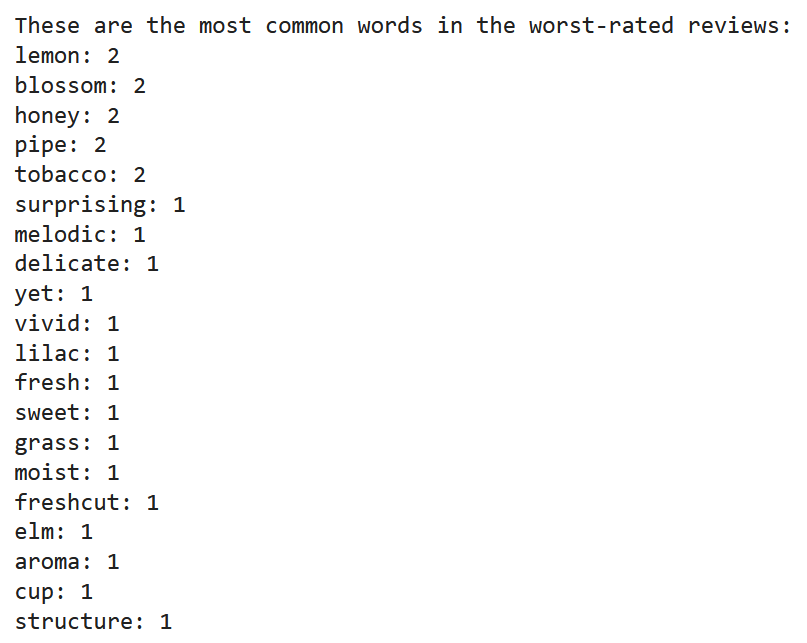 These are the most common words in the worst-rated reviews:
lemon: 2
blossom: 2
honey: 2
pipe: 2
tobacco: 2
surprising: 1
melodic: 1
delicate: 1
yet: 1
vivid: 1
lilac: 1
fresh: 1
sweet: 1
grass: 1
moist: 1
freshcut: 1
elm: 1
aroma: 1
cup: 1
structure: 1